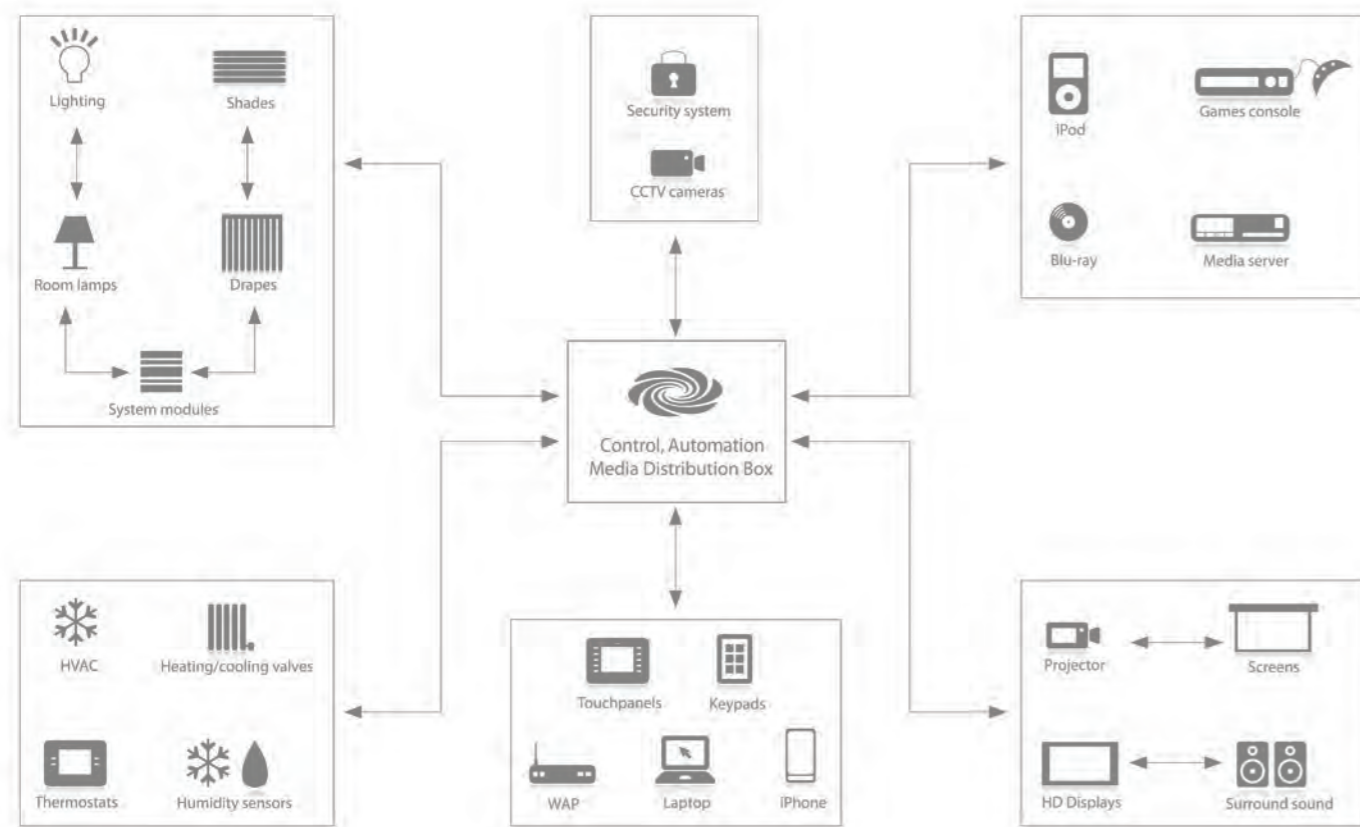 Lighting
Shades
Room lamps
Drapes
System modules
Security system
CCTV cameras
iPod
Games console
Blu-ray
Media server
Control, Automation
Media Distribution Box
HVAC
Heating/cooling valves
Thermostats
Humidity sensors
Touchpanels
Keypads
WAP
Laptop
iPhone
Projector
Screens
HD Displays
Surround sound